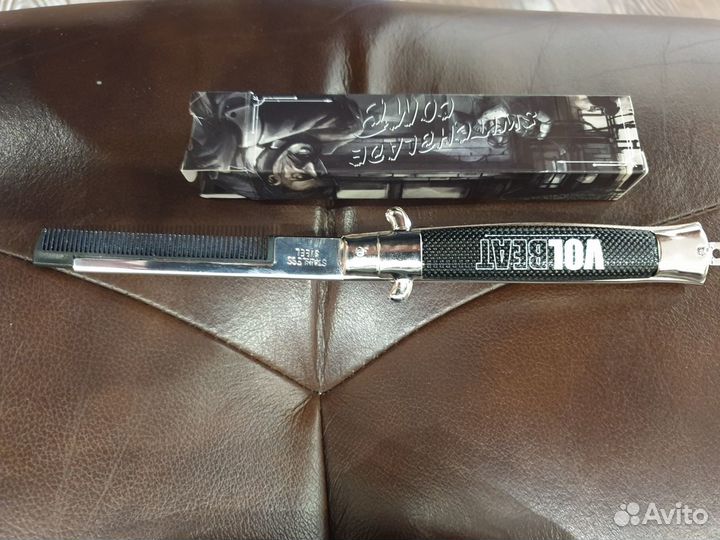 SWITCHBLADE
COMB
STAINLESS
STEEL
VOLBEAT
Avito